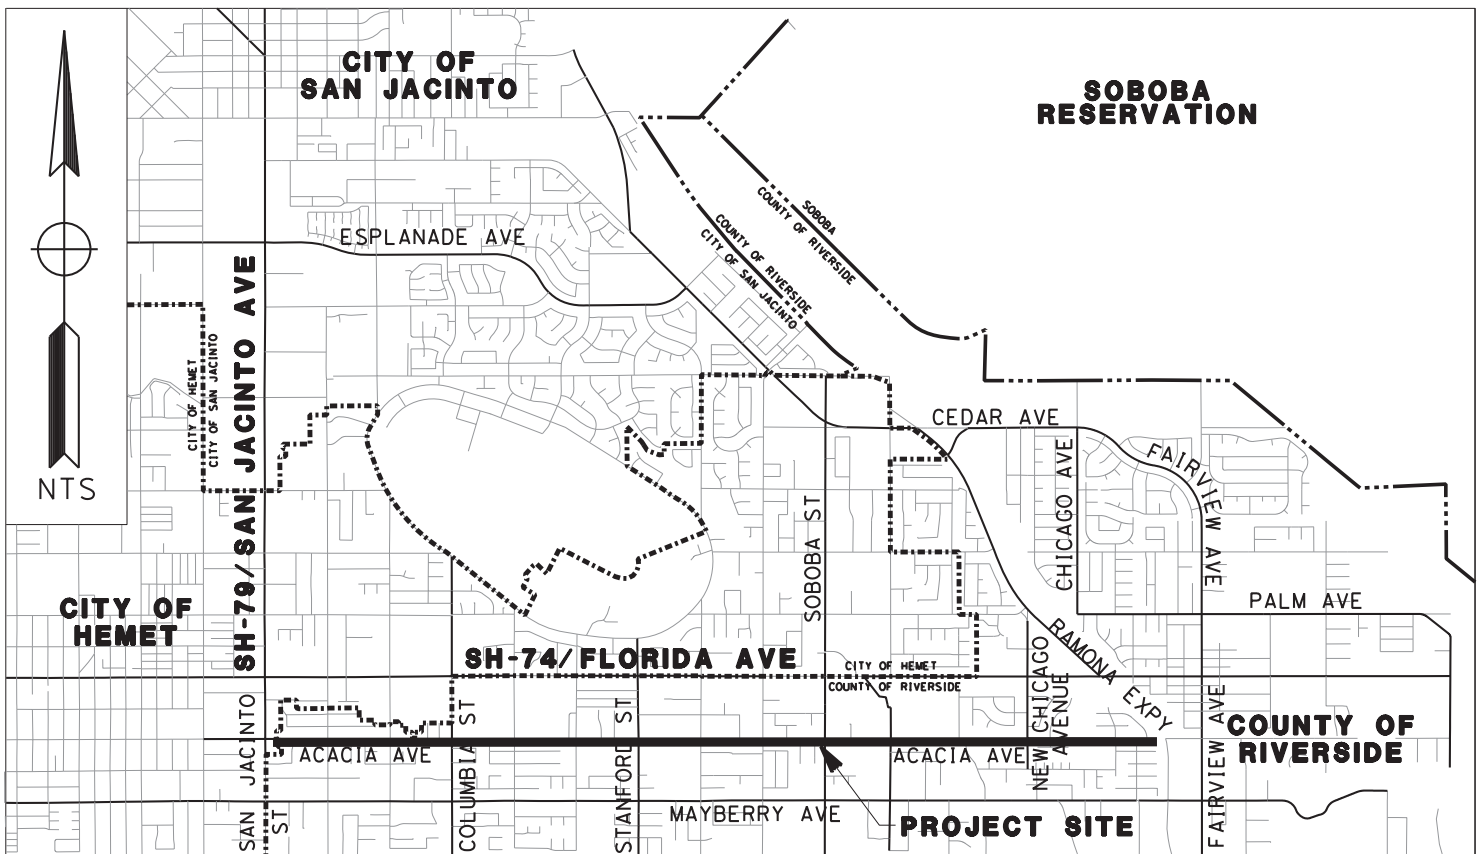 CITY OF
SAN JACINTO
SOBOBA
RESERVATION
SOBOBA
COUNTY OF RIVERSIDE
COUNTY OF RIVERSIDE
CITY OF SAN JACINTO
ESPLANADE AVE
SH-79/SAN JACINTO AVE
CITY OF HEMET
CITY OF SAN JACINTO
NTS
CEDAR AVE
FAIRVIEW AVE
CHICAGO AVE
SOBOBA ST
PALM AVE
CITY OF
HEMET
RAMONA EXPY
SH-74/FLORIDA AVE
CITY OF HEMET
COUNTY OF RIVERSIDE
NEW CHICAGO
AVENUE
SAN JACINTO
ST
COLUMBIA ST
STANFORD ST
FAIRVIEW AVE
COUNTY OF
RIVERSIDE
ACACIA AVE
ACACIA AVE
MAYBERRY AVE
PROJECT SITE